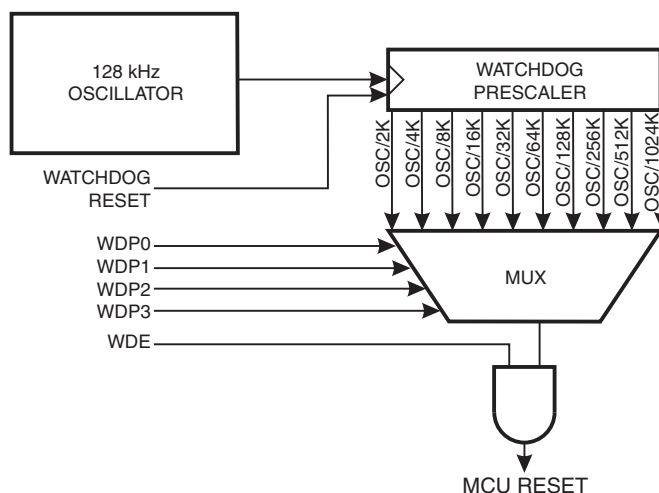 128 kHz
OSCILLATOR
WATCHDOG
PRESCALER
OSC/2K
OSC/4K
OSC/8K
OSC/16K
OSC/32K
OSC/64K
OSC/128K
OSC/256K
OSC/512K
OSC/1024K
WATCHDOG
RESET
WDP0
WDP1
WDP2
WDP3
WDE
MUX
MCU RESET